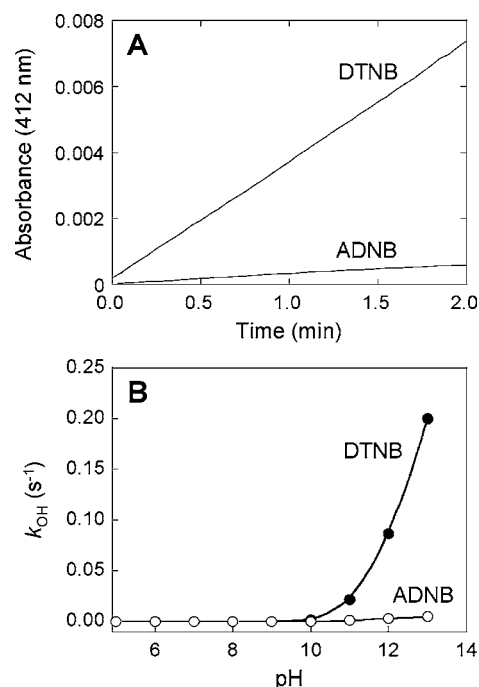 A
0.008
0.006
0.004
0.002
0
Absorbance (412 nm)
DTNB
ADNB
0.0 0.5 1.0 1.5 2.0
Time (min)
B
0.25
0.20
0.15
0.10
0.05
0.00
kOH (s-1)
DTNB
ADNB
6 8 10 12 14
pH